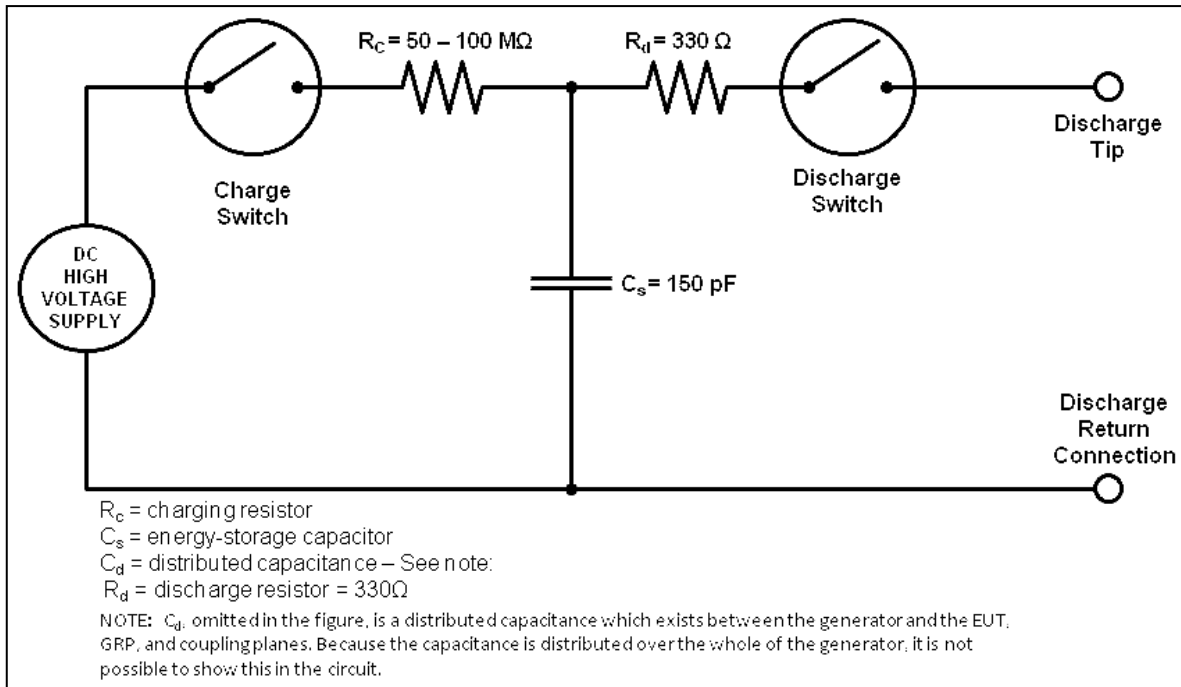 R_C = 50 – 100 MΩ
R_d = 330 Ω
Charge
Switch
Discharge
Switch
Discharge
Tip
DC
HIGH
VOLTAGE
SUPPLY
C_s = 150 pF
Discharge
Return
Connection
R_c = charging resistor
C_s = energy-storage capacitor
C_d = distributed capacitance – See note:
R_d = discharge resistor = 330Ω
NOTE: C_d, omitted in the figure, is a distributed capacitance which exists between the generator and the EUT,
GRP, and coupling planes. Because the capacitance is distributed over the whole of the generator, it is not
possible to show this in the circuit.